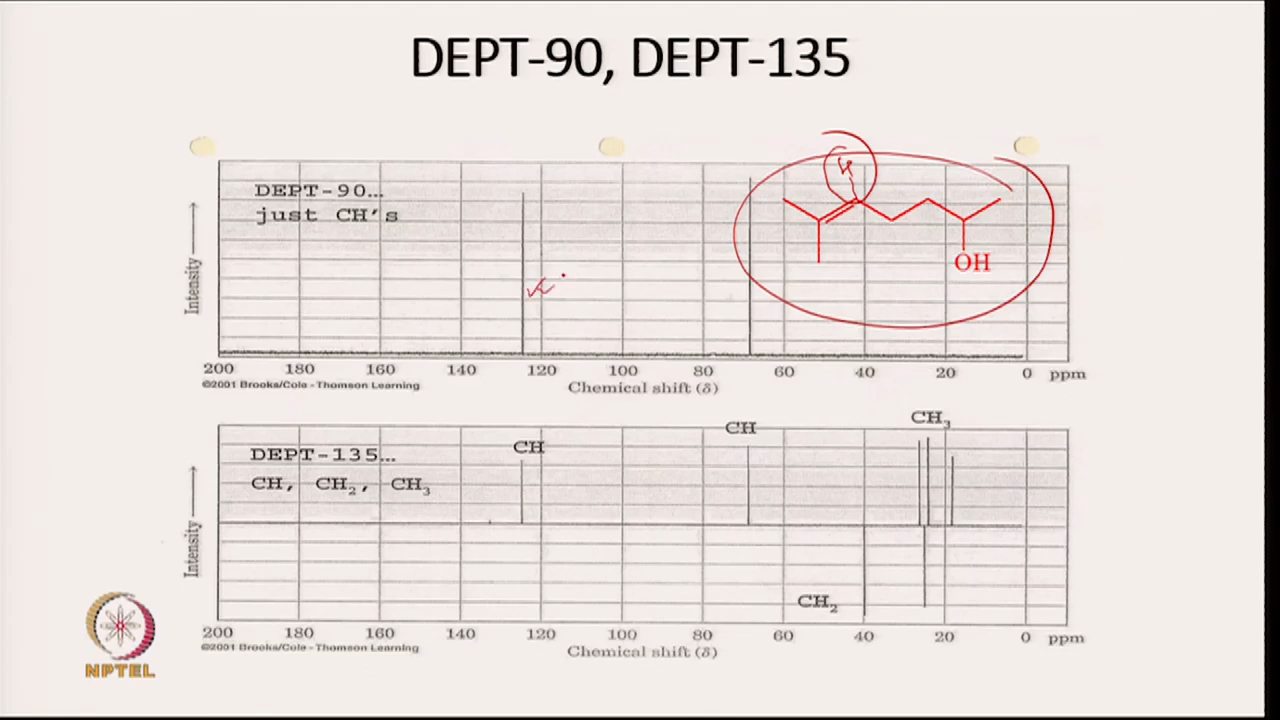 DEPT-90, DEPT-135
DEPT-90...
just CH's
Intensity
H
OH
200 180 160 140 120 100 80 60 40 20 0 ppm
©2001 Brooks/Cole - Thomson Learning
Chemical shift (δ)
CH₃
CH
CH
DEPT-135...
CH, CH₂, CH₃
Intensity
CH₂
200 180 160 140 120 100 80 60 40 20 0 ppm
©2001 Brooks/Cole - Thomson Learning
Chemical shift (δ)
NPTEL